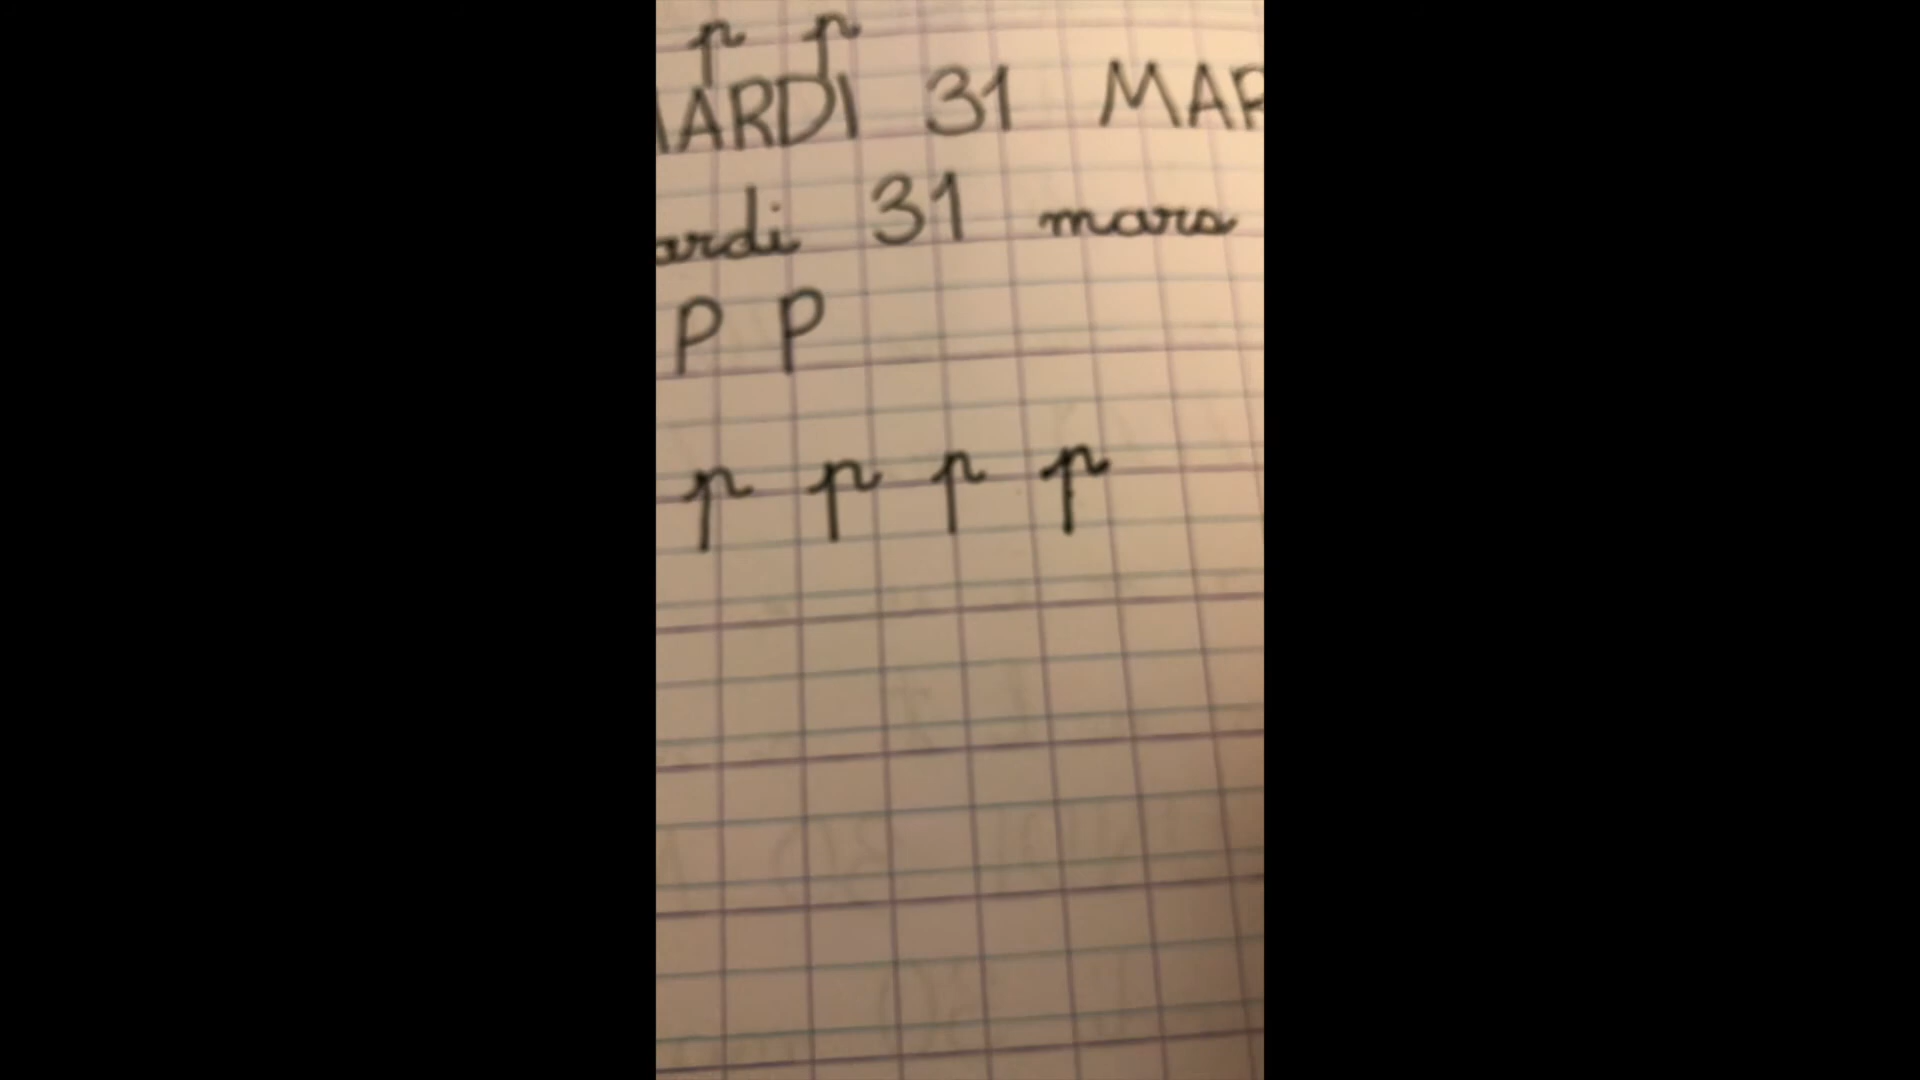 p p
ARDI 31 MAR
ardi 31 mars
P P
p p p p